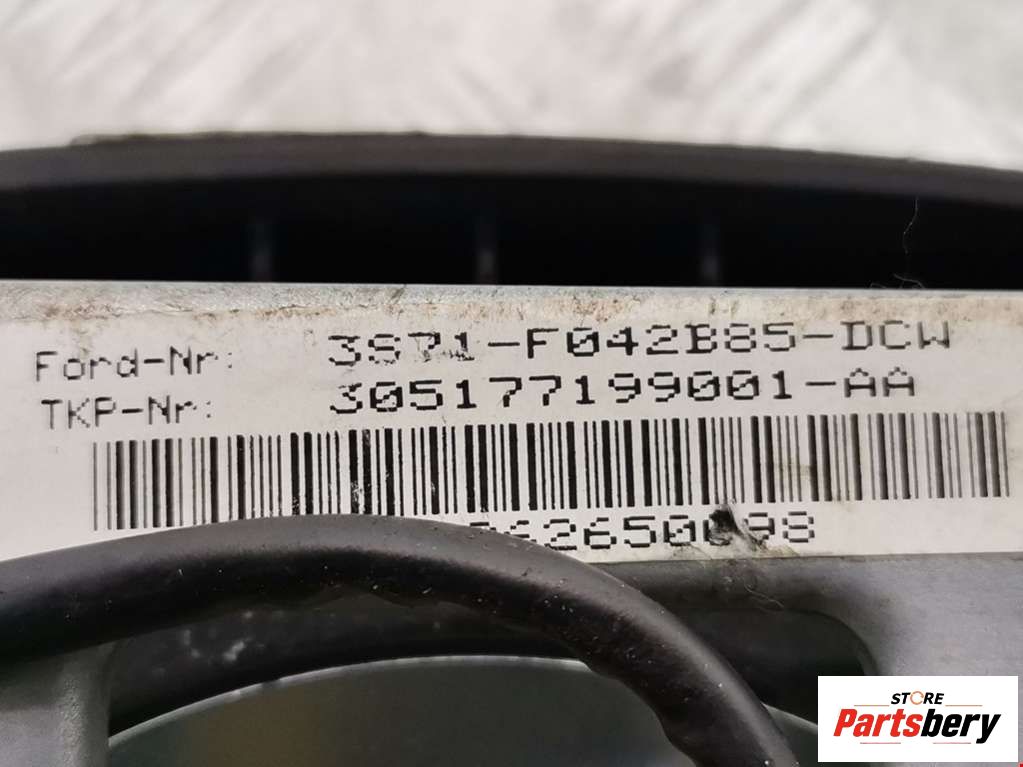 Ford-Nr: 3S71-F042B85-DCW
TKP-Nr: 305177199001-AA
STORE
Partsbery